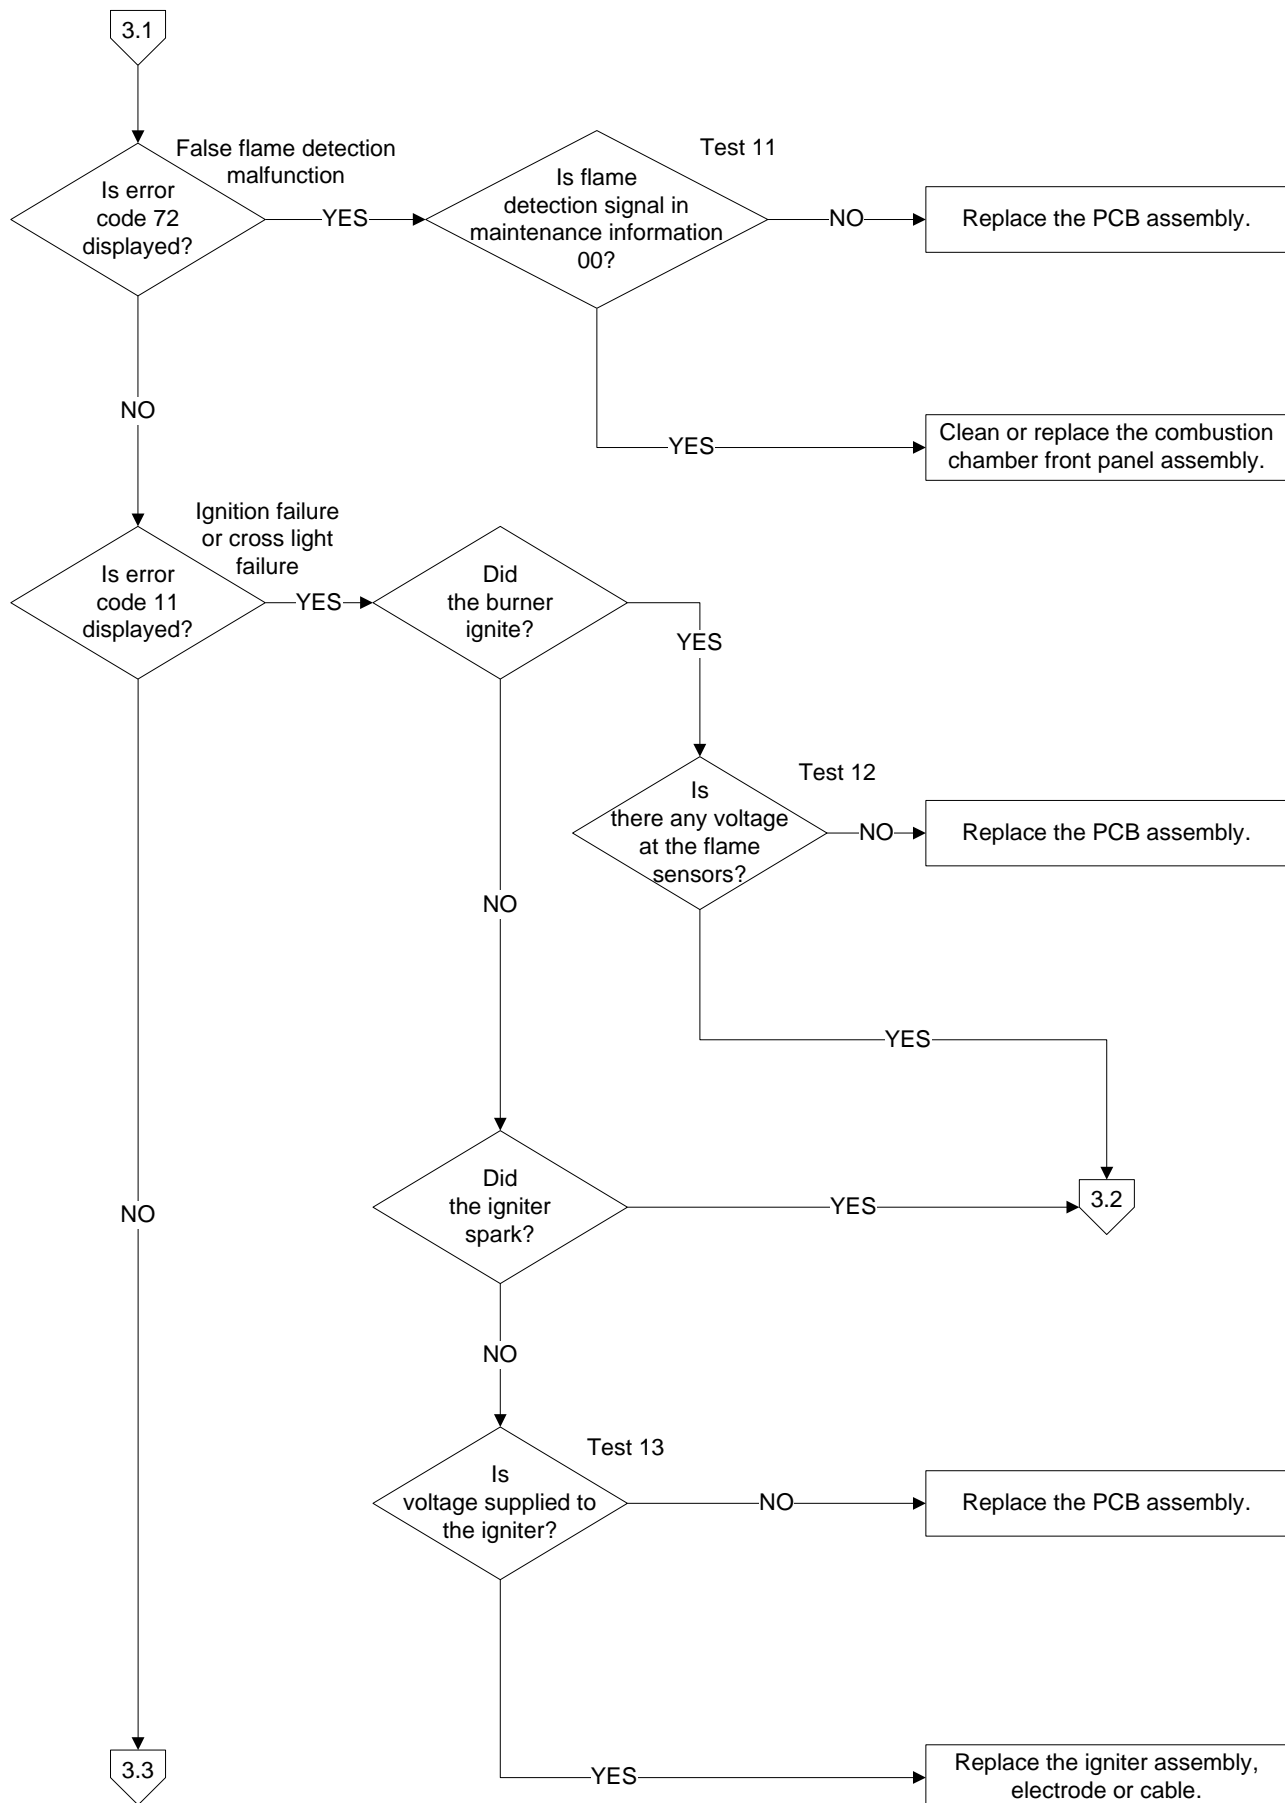 3.1
False flame detection
malfunction
Test 11
Is error
code 72
displayed?
YES
Is flame
detection signal in
maintenance information
00?
NO
Replace the PCB assembly.
NO
YES
Clean or replace the combustion
chamber front panel assembly.
Ignition failure
or cross light
failure
Is error
code 11
displayed?
YES
Did
the burner
ignite?
YES
Test 12
Is
there any voltage
at the flame
sensors?
NO
Replace the PCB assembly.
NO
YES
Did
the igniter
spark?
YES
3.2
NO
NO
Test 13
Is
voltage supplied to
the igniter?
NO
Replace the PCB assembly.
3.3
YES
Replace the igniter assembly,
electrode or cable.